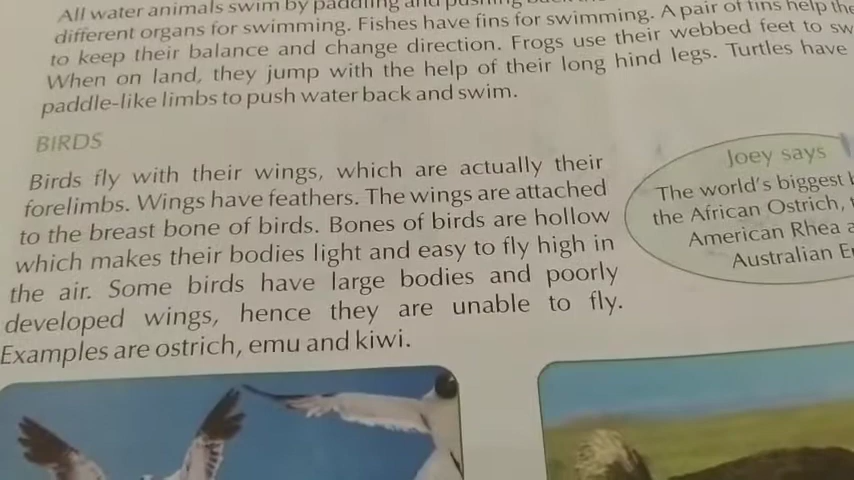 All water animals swim by paddling and pushing
different organs for swimming. Fishes have fins for swimming. A pair of fins help
to keep their balance and change direction. Frogs use their webbed feet to
When on land, they jump with the help of their long hind legs. Turtles have
paddle-like limbs to push water back and swim.
BIRDS
Birds fly with their wings, which are actually their
forelimbs. Wings have feathers. The wings are attached
to the breast bone of birds. Bones of birds are hollow
which makes their bodies light and easy to fly high in
the air. Some birds have large bodies and poorly
developed wings, hence they are unable to fly.
Examples are ostrich, emu and kiwi.
Joey says
The world's biggest
the African Ostrich,
American Rhea
Australian